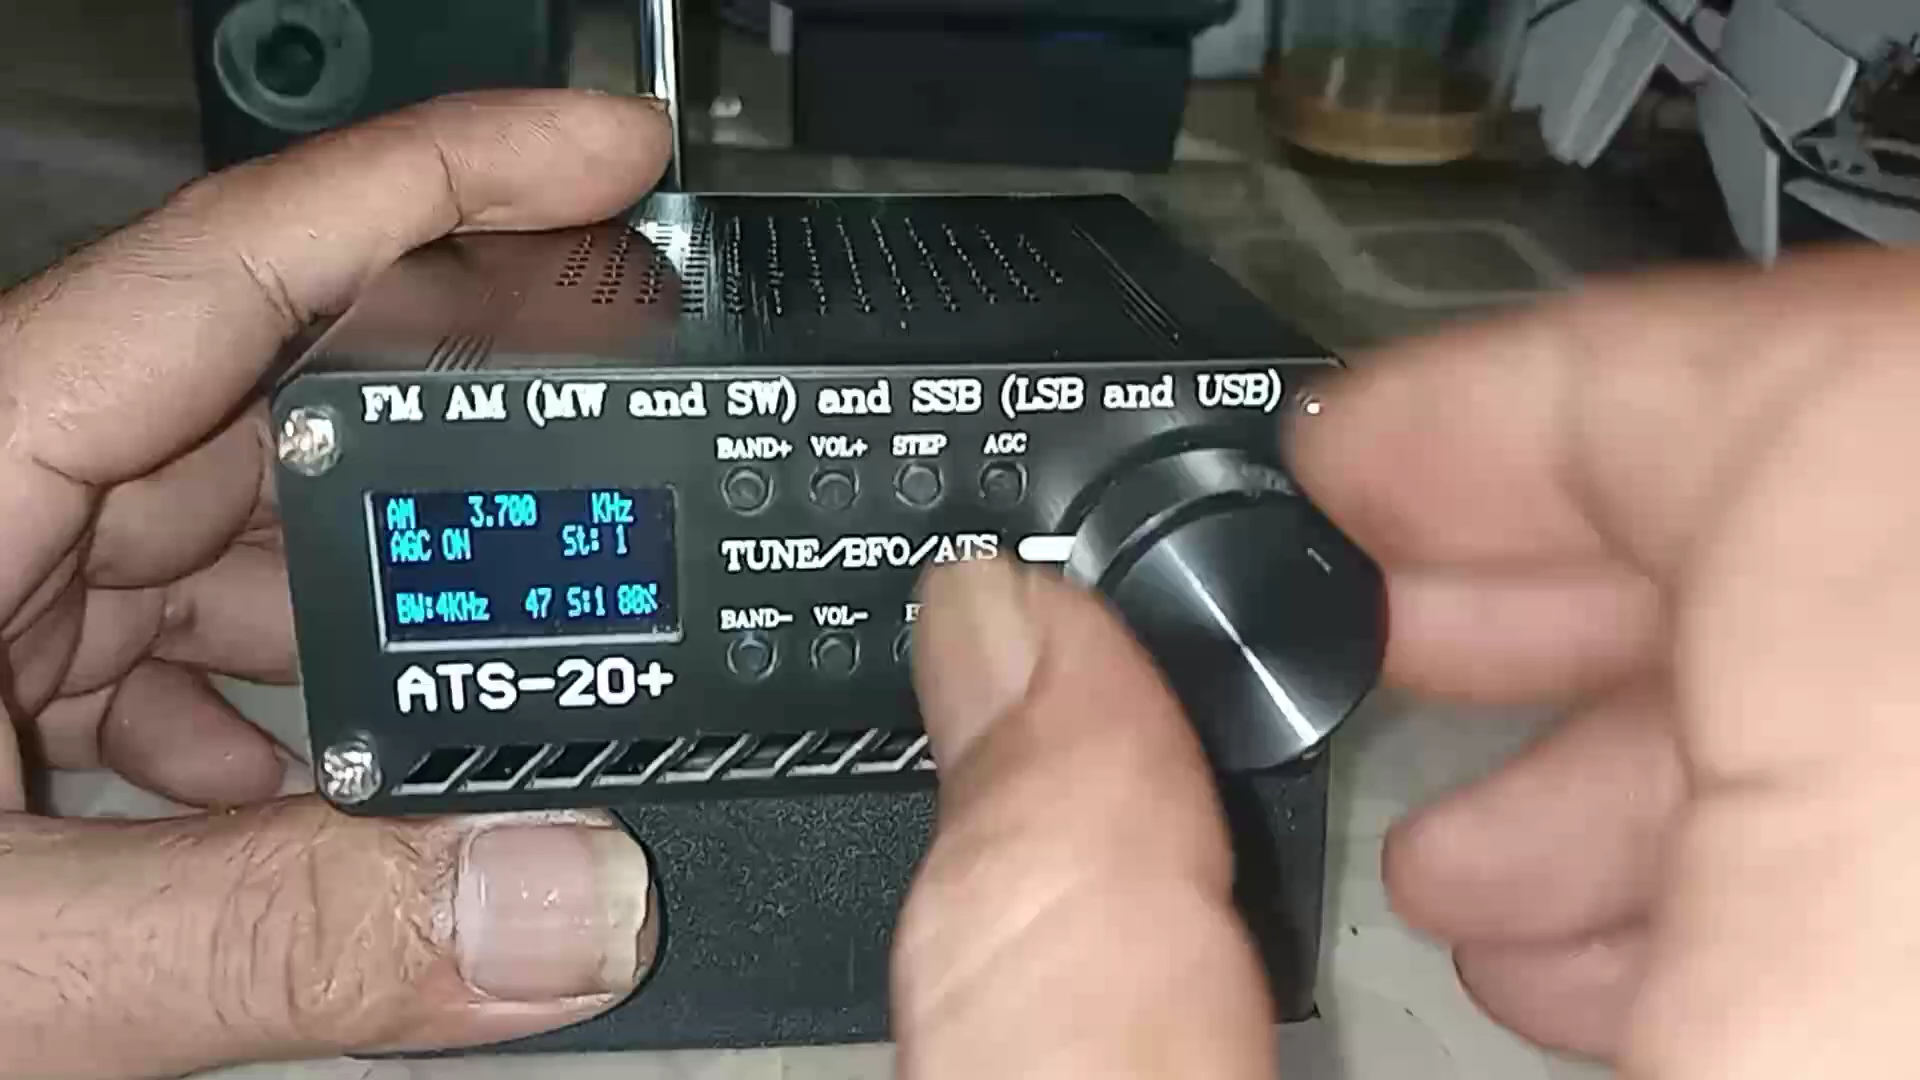 FM AM (MW and SW) and SSB (LSB and USB)
BAND+ VOL+ STEP AGC
AM 3.700 KHz
AGC ON St: 1
TUNE/BFO/ATS
BW:4KHz 47 S:1 80%
BAND- VOL-
ATS-20+